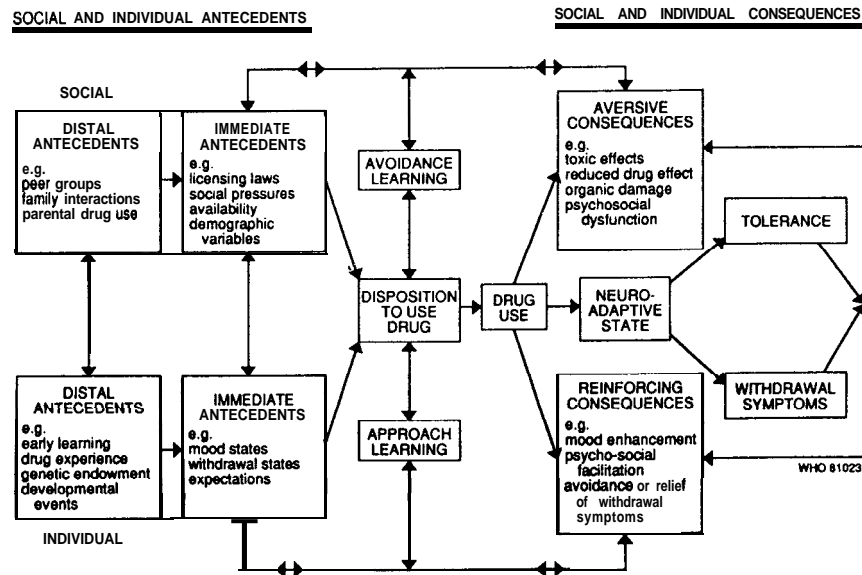 SOCIAL AND INDIVIDUAL ANTECEDENTS
SOCIAL AND INDIVIDUAL CONSEQUENCES
SOCIAL
DISTAL
ANTECEDENTS
e.g.
peer groups
family interactions
parental drug use
IMMEDIATE
ANTECEDENTS
e.g.
licensing laws
social pressures
availability
demographic
variables
AVOIDANCE
LEARNING
AVERSIVE
CONSEQUENCES
e.g.
toxic effects
reduced drug effect
organic damage
psychosocial
dysfunction
TOLERANCE
DISPOSITION
TO USE
DRUG
DRUG
USE
NEURO-
ADAPTIVE
STATE
DISTAL
ANTECEDENTS
e.g.
early learning
drug experience
genetic endowment
developmental
events
IMMEDIATE
ANTECEDENTS
e.g.
mood states
withdrawal states
expectations
APPROACH
LEARNING
REINFORCING
CONSEQUENCES
e.g.
mood enhancement
psycho-social
facilitation
avoidance or relief
of withdrawal
symptoms
WITHDRAWAL
SYMPTOMS
WHO 81023
INDIVIDUAL